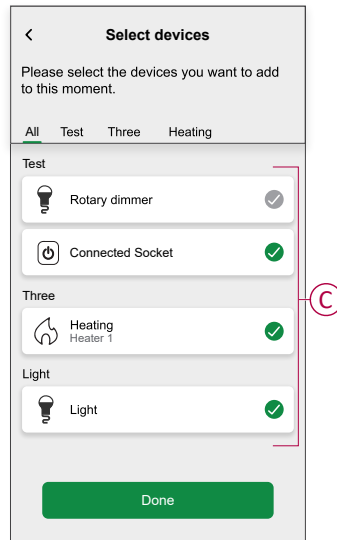 Select devices
Please select the devices you want to add
to this moment.
All Test Three Heating
Test
Rotary dimmer
Connected Socket
Three
Heating
Heater 1
Light
Light
Done
C